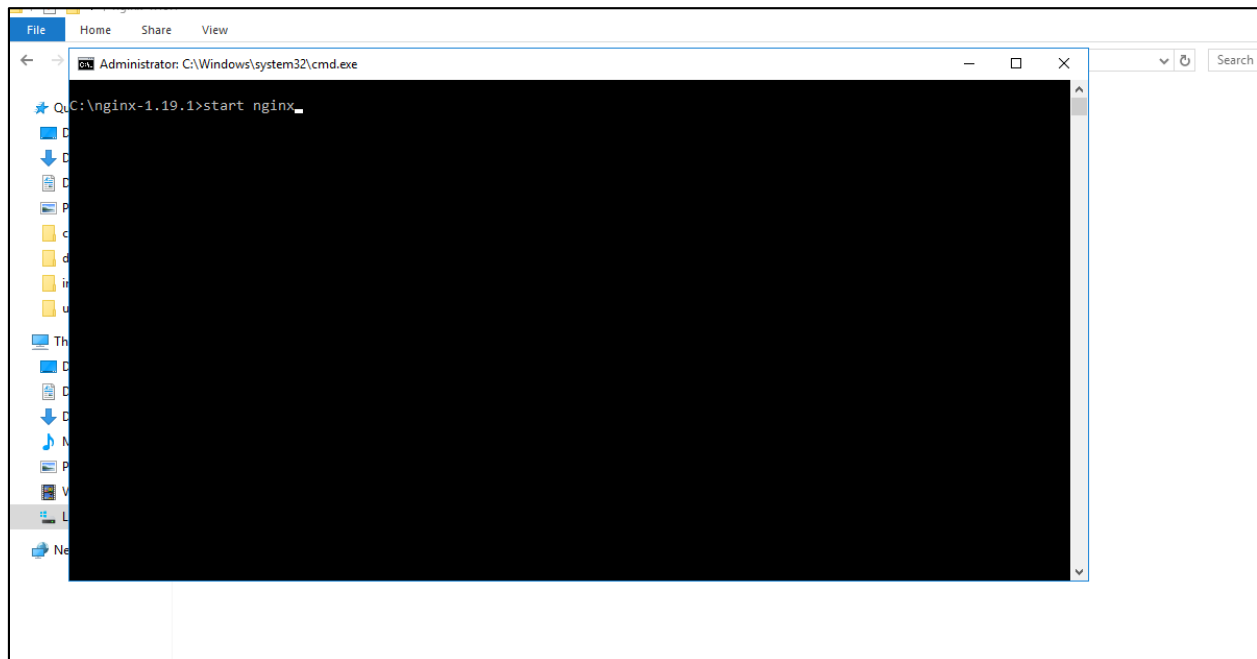 File Home Share View
Administrator: C:\Windows\system32\cmd.exe
Search
C:\nginx-1.19.1>start nginx